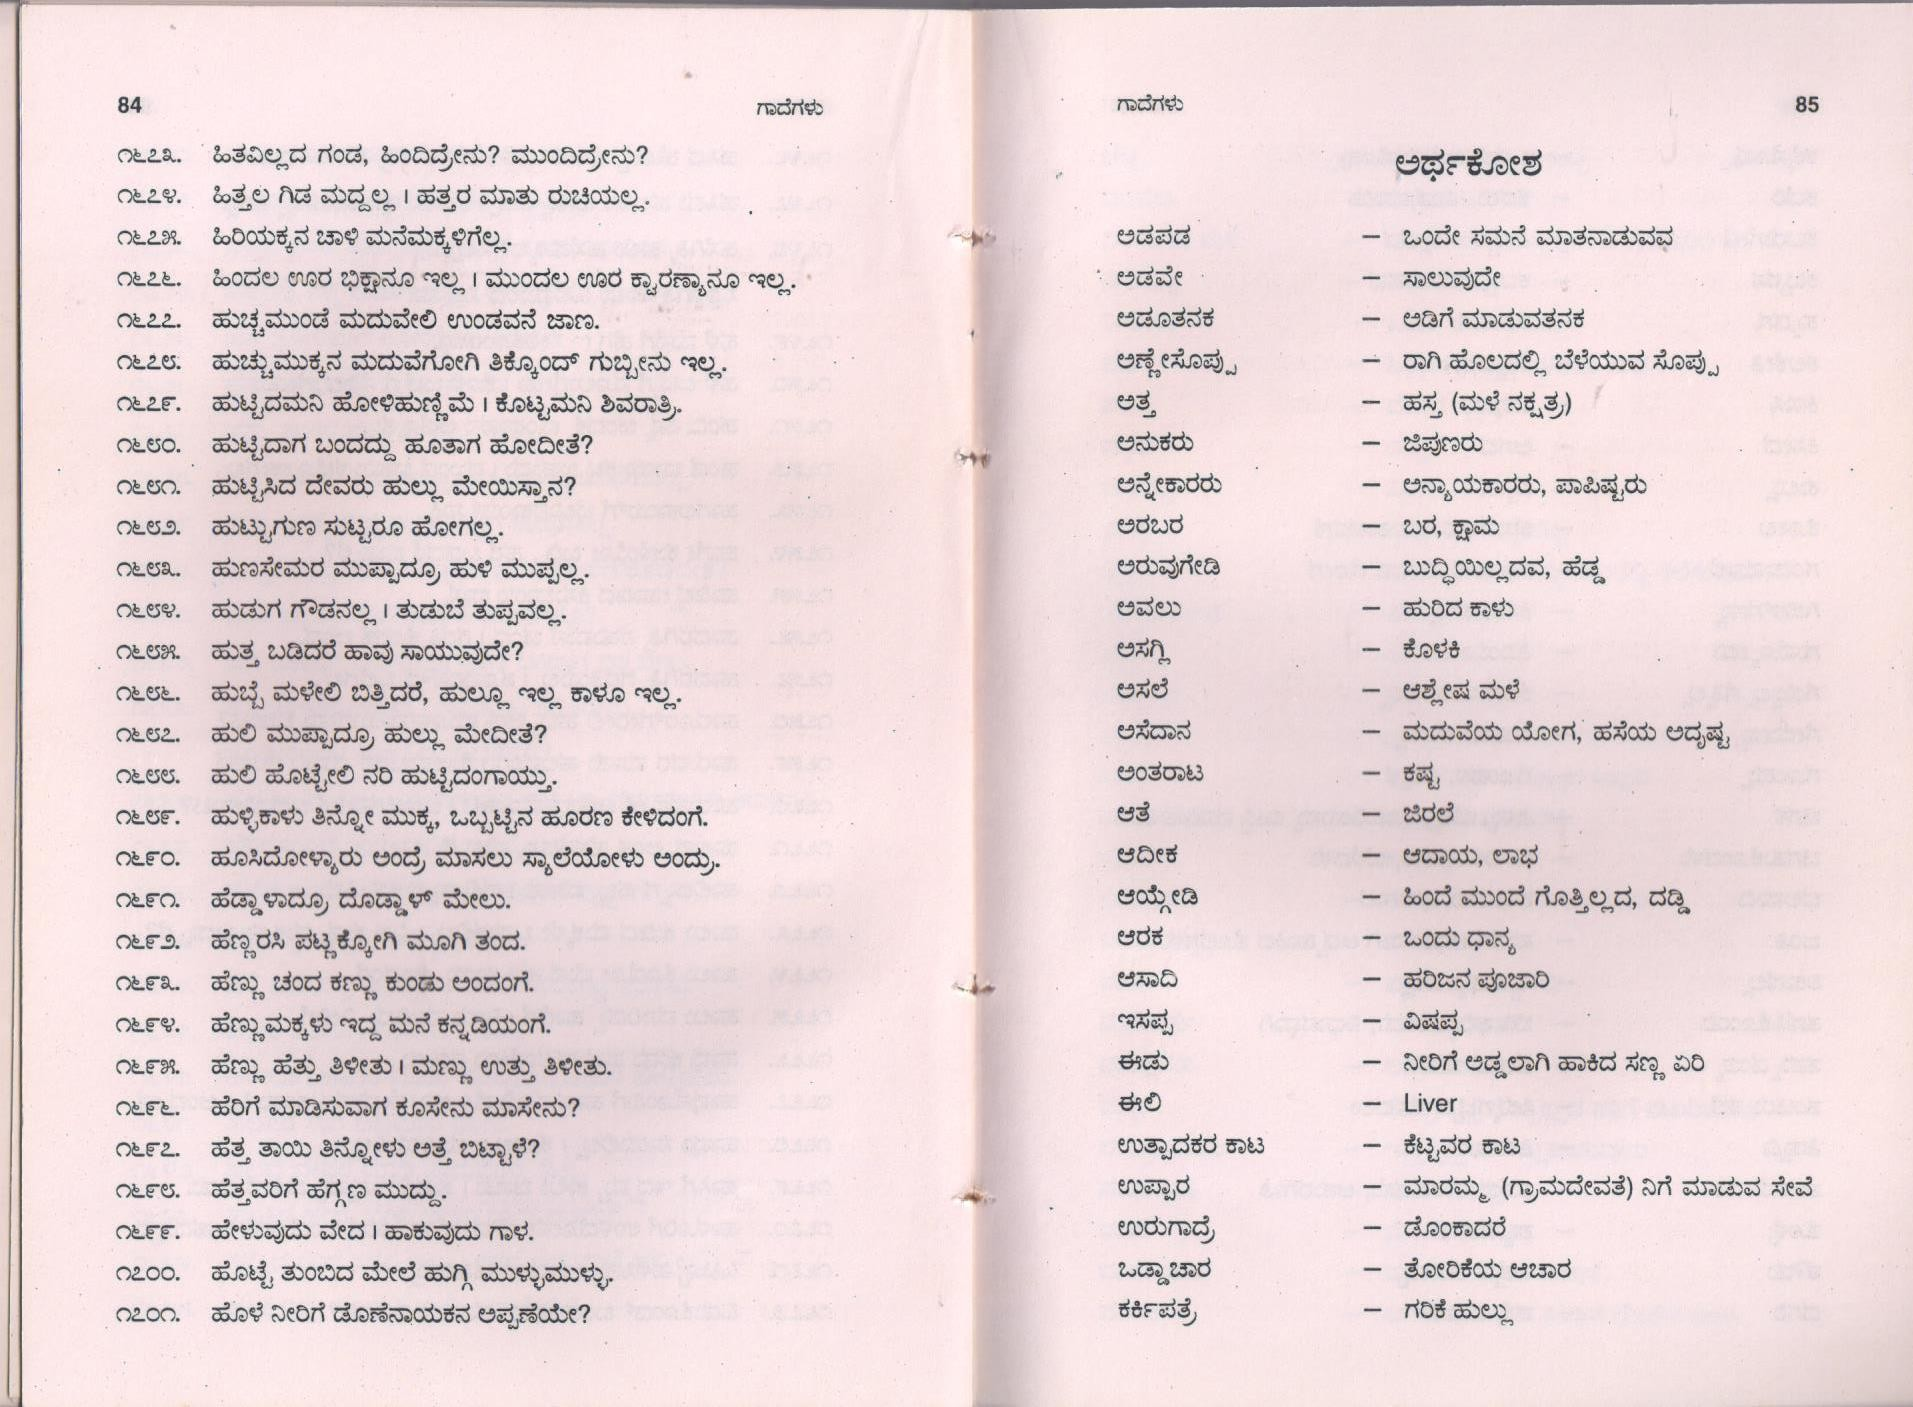 84
ಗಾದೆಗಳು
೧೬೭೩. ಹಿತವಿಲ್ಲದ ಗಂಡ, ಹಿಂದಿದ್ರೇನು? ಮುಂದಿದ್ರೇನು?
೧೬೭೪. ಹಿತ್ತಲ ಗಿಡ ಮದ್ದಲ್ಲ । ಹತ್ತರ ಮಾತು ರುಚಿಯಲ್ಲ.
೧೬೭೫. ಹಿರಿಯಕ್ಕನ ಚಾಳಿ ಮನೆಮಕ್ಕಳಿಗೆಲ್ಲ.
೧೬೭೬. ಹಿಂದಲ ಊರ ಭಿಕ್ಷಾನೂ ಇಲ್ಲ । ಮುಂದಲ ಊರ ಕ್ವಾರಣ್ಯಾನೂ ಇಲ್ಲ.
೧೬೭೭. ಹುಚ್ಚಮುಂಡೆ ಮದುವೇಲಿ ಉಂಡವನೆ ಜಾಣ.
೧೬೭೮. ಹುಚ್ಚುಮುಕ್ಕನ ಮದುವೆಗೋಗಿ ತಿಕ್ಕೊಂದ್ ಗುಬ್ಬೀನು ಇಲ್ಲ.
೧೬೭೯. ಹುಟ್ಟಿದಮನಿ ಹೋಳಿಹುಣ್ಣಿಮೆ । ಕೊಟ್ಟಮನಿ ಶಿವರಾತ್ರಿ.
೧೬೮೦. ಹುಟ್ಟಿದಾಗ ಬಂದದ್ದು ಹೂತಾಗ ಹೋದೀತೆ?
೧೬೮೧. ಹುಟ್ಟಿಸಿದ ದೇವರು ಹುಲ್ಲು ಮೇಯಿಸ್ತಾನ?
೧೬೮೨. ಹುಟ್ಟುಗುಣ ಸುಟ್ಟರೂ ಹೋಗಲ್ಲ.
೧೬೮೩. ಹುಣಸೇಮರ ಮುಪ್ಪಾದ್ರೂ ಹುಳಿ ಮುಪ್ಪಲ್ಲ.
೧೬೮೪. ಹುಡುಗ ಗೌಡನಲ್ಲ । ತುಡುಬೆ ತುಪ್ಪವಲ್ಲ.
೧೬೮೫. ಹುತ್ತ ಬಡಿದರೆ ಹಾವು ಸಾಯುವುದೇ?
೧೬೮೬. ಹುಬ್ಬೆ ಮಳೇಲಿ ಬಿತ್ತಿದರೆ, ಹುಲ್ಲೂ ಇಲ್ಲ ಕಾಳೂ ಇಲ್ಲ.
೧೬೮೭. ಹುಲಿ ಮುಪ್ಪಾದ್ರೂ ಹುಲ್ಲು ಮೇದೀತೆ?
೧೬೮೮. ಹುಲಿ ಹೊಟ್ಟೇಲಿ ನರಿ ಹುಟ್ಟಿದಂಗಾಯ್ತು.
೧೬೮೯. ಹುಳ್ಳಿಕಾಳು ತಿನ್ನೋ ಮುಕ್ಕ, ಒಬ್ಬಟ್ಟಿನ ಹೂರಣ ಕೇಳಿದಂಗೆ.
೧೬೯೦. ಹೂಸಿದೋಳ್ಯಾರು ಅಂದ್ರೆ ಮಾಸಲು ಸ್ಯಾಲೆಯೋಳು ಅಂದ್ರು.
೧೬೯೧. ಹೆಡ್ಡಾಳಾದ್ರೂ ದೊಡ್ಡಾಳ್ ಮೇಲು.
೧೬೯೨. ಹೆಣ್ಣರಸಿ ಪಟ್ಣಕ್ಕೋಗಿ ಮೂಗಿ ತಂದ.
೧೬೯೩. ಹೆಣ್ಣು ಚಂದ ಕಣ್ಣು ಕುಂಡು ಅಂದಂಗೆ.
೧೬೯೪. ಹೆಣ್ಣುಮಕ್ಕಳು ಇದ್ದ ಮನೆ ಕನ್ನಡಿಯಂಗೆ.
೧೬೯೫. ಹೆಣ್ಣು ಹೆತ್ತು ತಿಳೀತು । ಮಣ್ಣು ಉತ್ತು ತಿಳೀತು.
೧೬೯೬. ಹೆರಿಗೆ ಮಾಡಿಸುವಾಗ ಕೂಸೇನು ಮಾಸೇನು?
೧೬೯೭. ಹೆತ್ತ ತಾಯಿ ತಿನ್ನೋಳು ಅತ್ತೆ ಬಿಟ್ಟಾಳೆ?
೧೬೯೮. ಹೆತ್ತವರಿಗೆ ಹೆಗ್ಗಣ ಮುದ್ದು.
೧೬೯೯. ಹೇಳುವುದು ವೇದ । ಹಾಕುವುದು ಗಾಳ.
೧೭೦೦. ಹೊಟ್ಟೆ ತುಂಬಿದ ಮೇಲೆ ಹುಗ್ಗಿ ಮುಳ್ಳುಮುಳ್ಳು.
೧೭೦೧. ಹೊಳೆ ನೀರಿಗೆ ಡೊಣೆನಾಯಕನ ಅಪ್ಪಣೆಯೇ?
ಗಾದೆಗಳು
85
ಅರ್ಥಕೋಶ
ಅಡಪಡ – ಒಂದೇ ಸಮನೆ ಮಾತನಾಡುವವ
ಅಡವೇ – ಸಾಲುವುದೇ
ಅಡೂತನಕ – ಅಡಿಗೆ ಮಾಡುವತನಕ
ಅಣ್ಣೇಸೊಪ್ಪು – ರಾಗಿ ಹೊಲದಲ್ಲಿ ಬೆಳೆಯುವ ಸೊಪ್ಪು
ಅತ್ತ – ಹಸ್ತ (ಮಳೆ ನಕ್ಷತ್ರ)
ಅನುಕರು – ಜಿಪುಣರು
ಅನ್ನೇಕಾರರು – ಅನ್ಯಾಯಕಾರರು, ಪಾಪಿಷ್ಟರು
ಅರಬರ – ಬರ, ಕ್ಷಾಮ
ಅರುವುಗೇಡಿ – ಬುದ್ಧಿಯಿಲ್ಲದವ, ಹೆಡ್ಡ
ಅವಲು – ಹುರಿದ ಕಾಳು
ಅಸಗ್ಲಿ – ಕೊಳಕಿ
ಅಸಲೆ – ಆಶ್ಲೇಷ ಮಳೆ
ಅಸೆದಾನ – ಮದುವೆಯ ಯೋಗ, ಹಸೆಯ ಅದೃಷ್ಟ
ಅಂತರಾಟ – ಕಷ್ಟ
ಆತೆ – ಜಿರಲೆ
ಆದೀಕ – ಆದಾಯ, ಲಾಭ
ಆಯ್ಗೇಡಿ – ಹಿಂದೆ ಮುಂದೆ ಗೊತ್ತಿಲ್ಲದ, ದಡ್ಡಿ
ಆರಕ – ಒಂದು ಧಾನ್ಯ
ಆಸಾದಿ – ಹರಿಜನ ಪೂಜಾರಿ
ಇಸಪ್ಪ – ವಿಷಪ್ಪ
ಈಡು – ನೀರಿಗೆ ಅಡ್ಡಲಾಗಿ ಹಾಕಿದ ಸಣ್ಣ ಏರಿ
ಈಲಿ – Liver
ಉತ್ಪಾದಕರ ಕಾಟ – ಕೆಟ್ಟವರ ಕಾಟ
ಉಪ್ಪಾರ – ಮಾರಮ್ಮ (ಗ್ರಾಮದೇವತೆ) ನಿಗೆ ಮಾಡುವ ಸೇವೆ
ಉರುಗಾದ್ರೆ – ಡೊಂಕಾದರೆ
ಒಡ್ಡಾಚಾರ – ತೋರಿಕೆಯ ಆಚಾರ
ಕರ್ಕಿಪತ್ರೆ – ಗರಿಕೆ ಹುಲ್ಲು